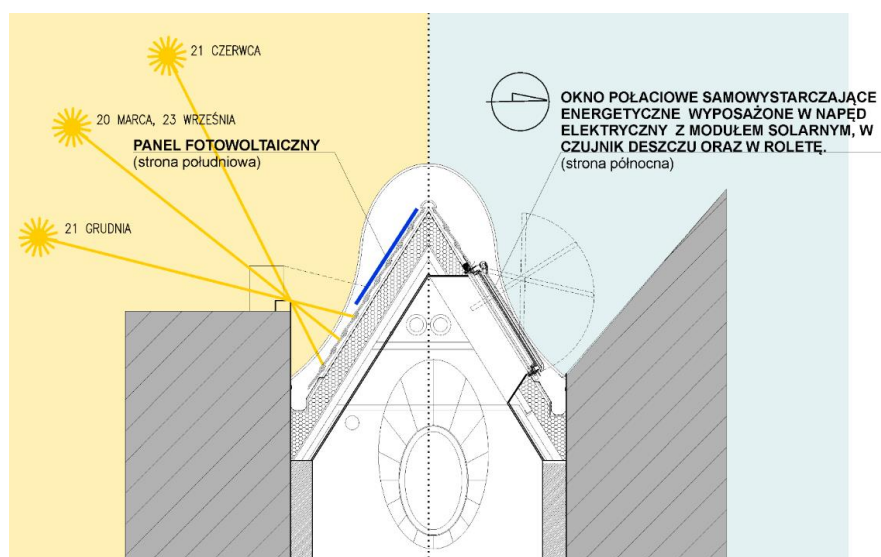 21 CZERWCA
20 MARCA, 23 WRZEŚNIA
PANEL FOTOWOLTAICZNY
(strona południowa)
21 GRUDNIA
OKNO POŁACIOWE SAMOWYSTARCZAJĄCE
ENERGETYCZNE WYPOSAŻONE W NAPĘD
ELEKTRYCZNY Z MODUŁEM SOLARNYM, W
CZUJNIK DESZCZU ORAZ W ROLETĘ.
(strona północna)